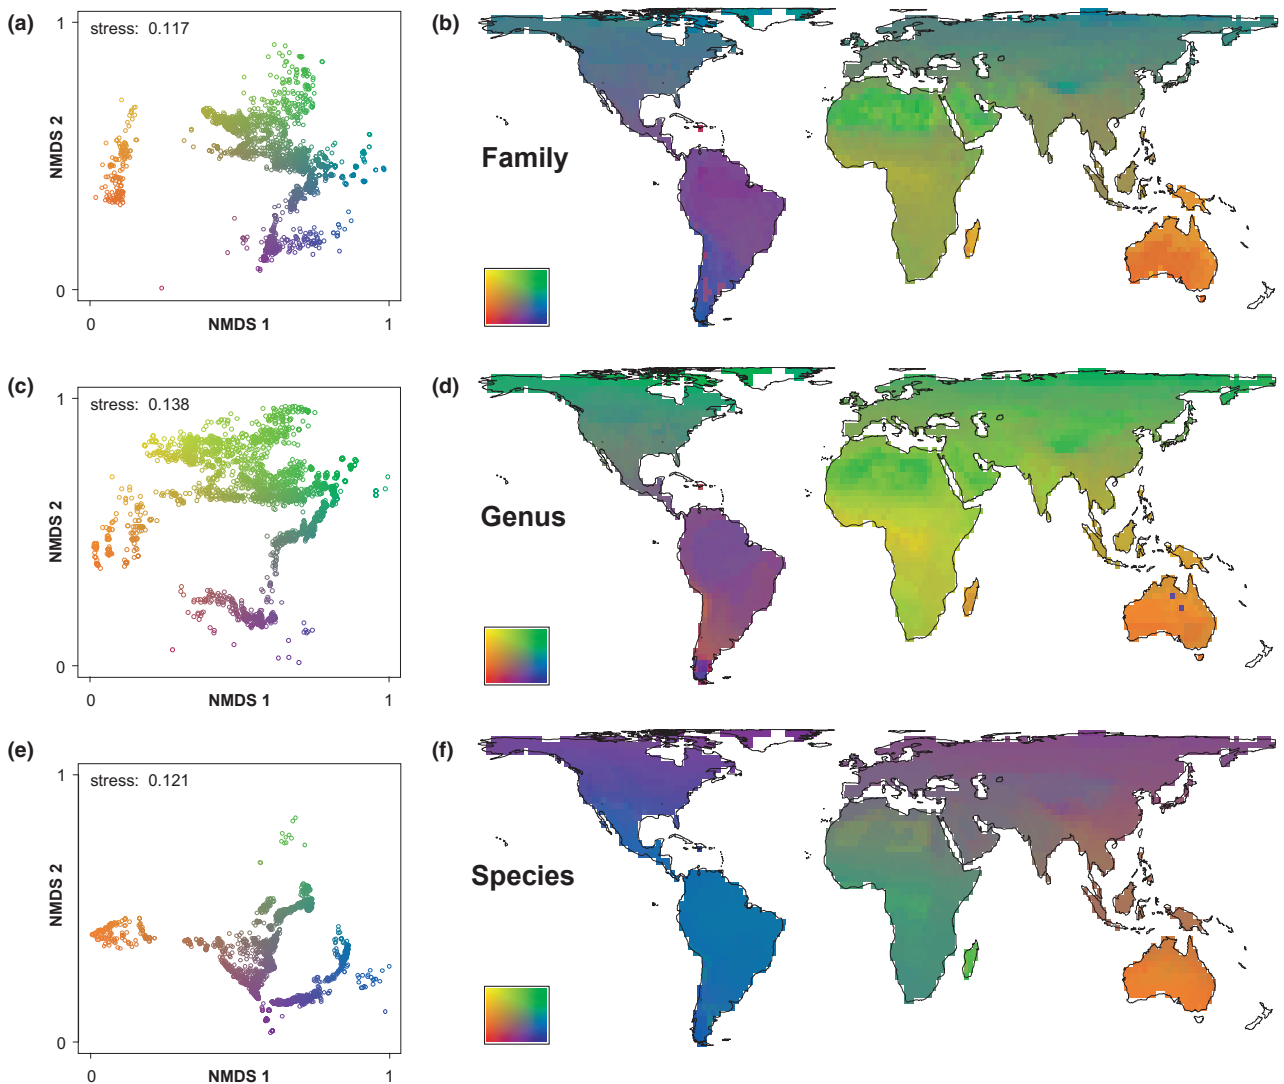 (a)
stress: 0.117
1
NMDS 2
0
0
NMDS 1
1
(b)
Family
(c)
stress: 0.138
1
NMDS 2
0
0
NMDS 1
1
(d)
Genus
(e)
stress: 0.121
1
NMDS 2
0
0
NMDS 1
1
(f)
Species